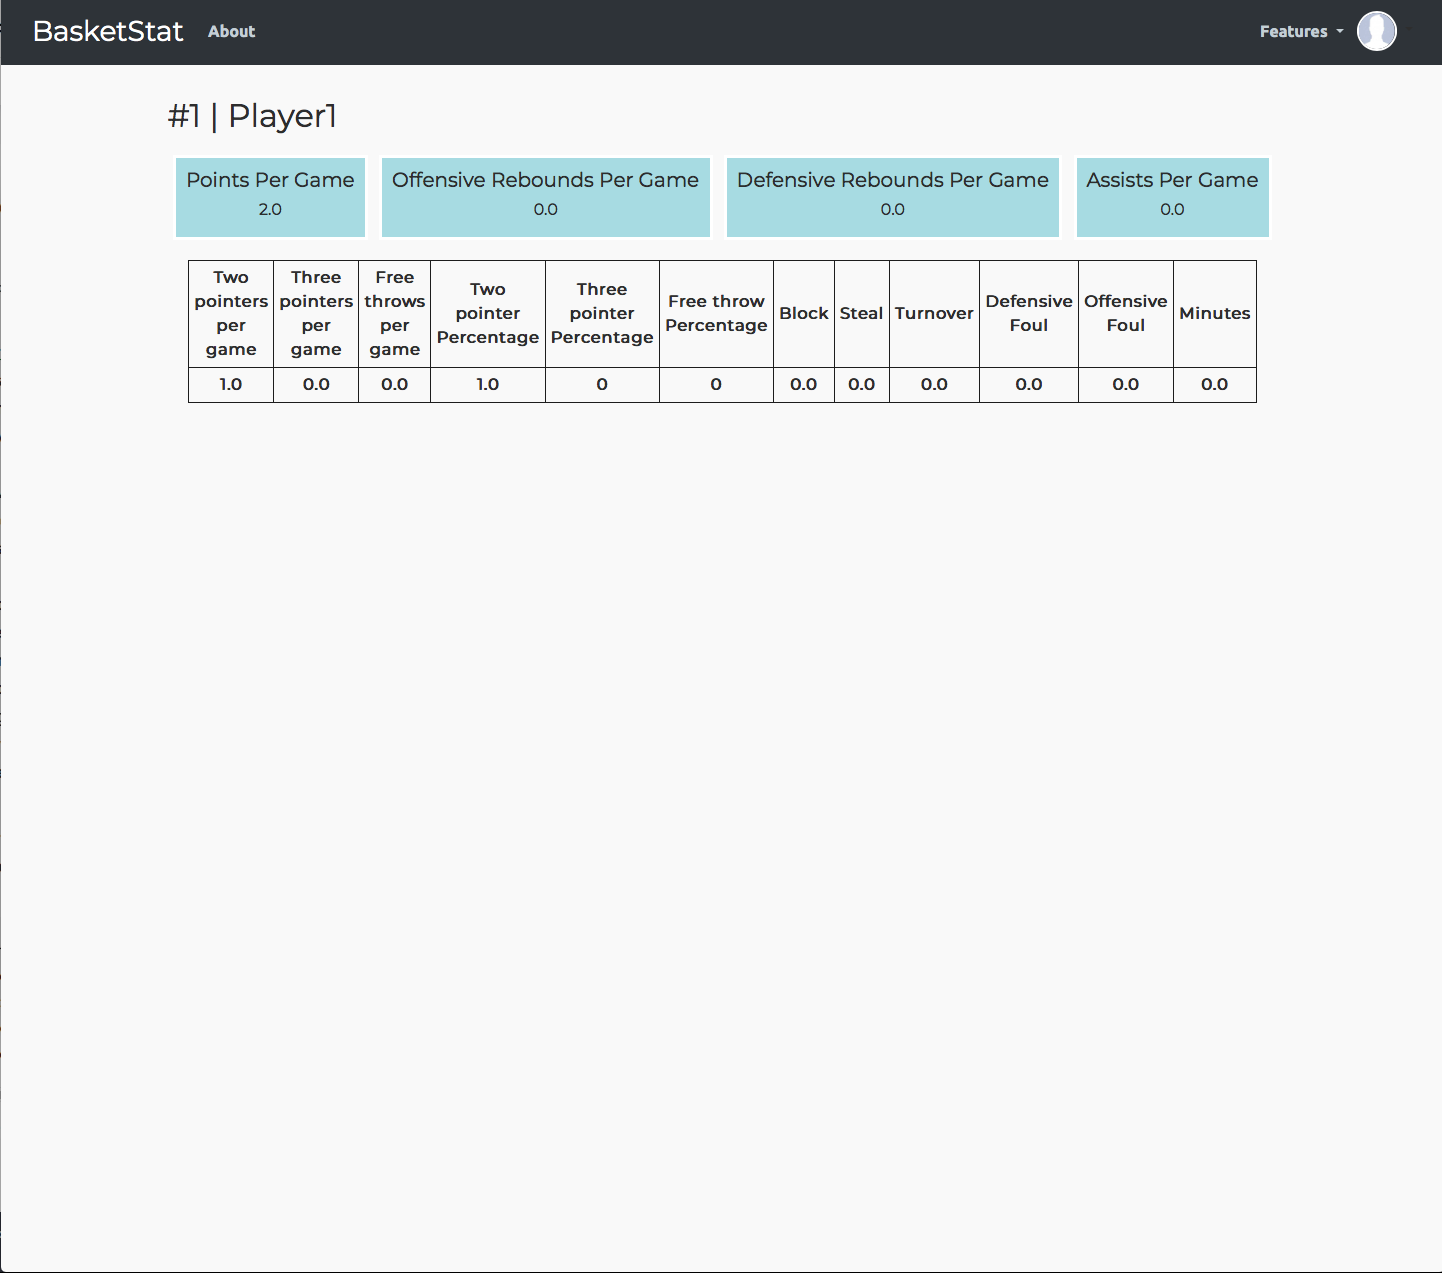 BasketStat About Features
#1 | Player1
Points Per Game Offensive Rebounds Per Game Defensive Rebounds Per Game Assists Per Game
2.0 0.0 0.0 0.0
Two pointers per game Three pointers per game Free throws per game Two pointer Percentage Three pointer Percentage Free throw Percentage Block Steal Turnover Defensive Foul Offensive Foul Minutes
1.0 0.0 0.0 1.0 0 0 0.0 0.0 0.0 0.0 0.0 0.0